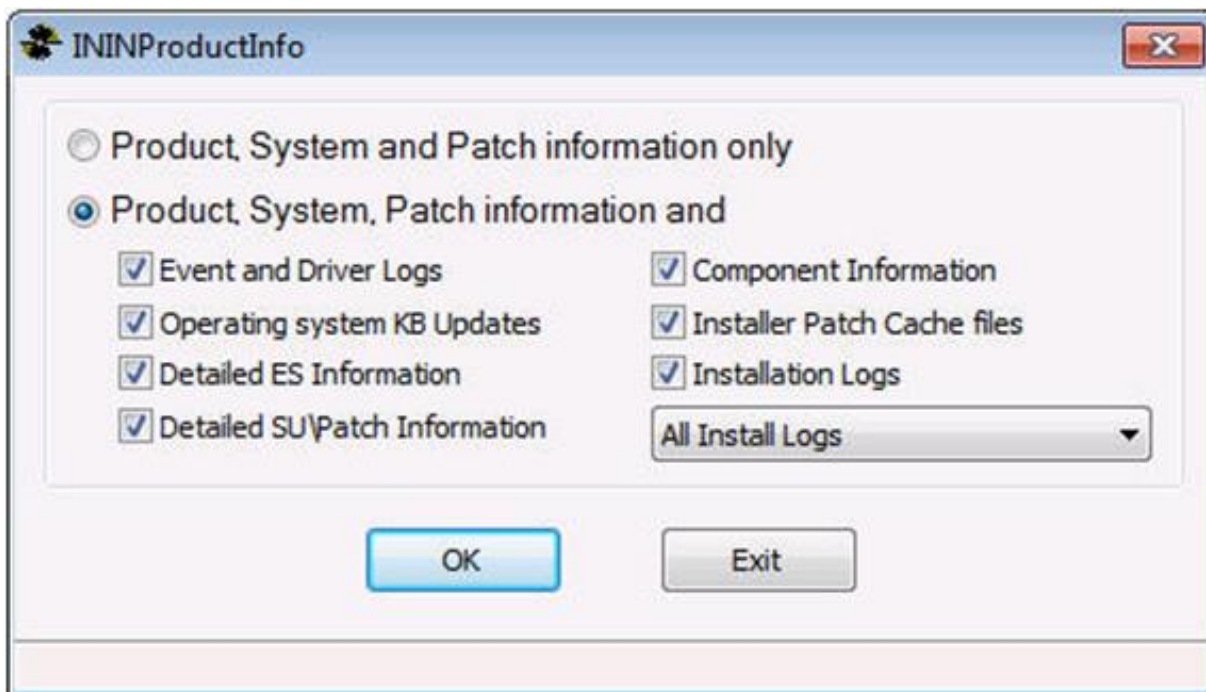 ININProductInfo
Product, System and Patch information only
Product, System, Patch information and
Event and Driver Logs
Component Information
Operating system KB Updates
Installer Patch Cache files
Detailed ES Information
Installation Logs
Detailed SU\Patch Information
All Install Logs
OK
Exit